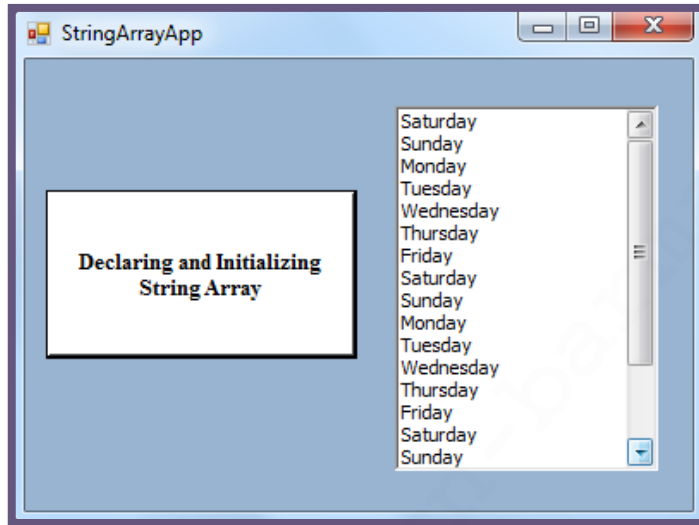 StringArrayApp
Declaring and Initializing
String Array
Saturday
Sunday
Monday
Tuesday
Wednesday
Thursday
Friday
Saturday
Sunday
Monday
Tuesday
Wednesday
Thursday
Friday
Saturday
Sunday